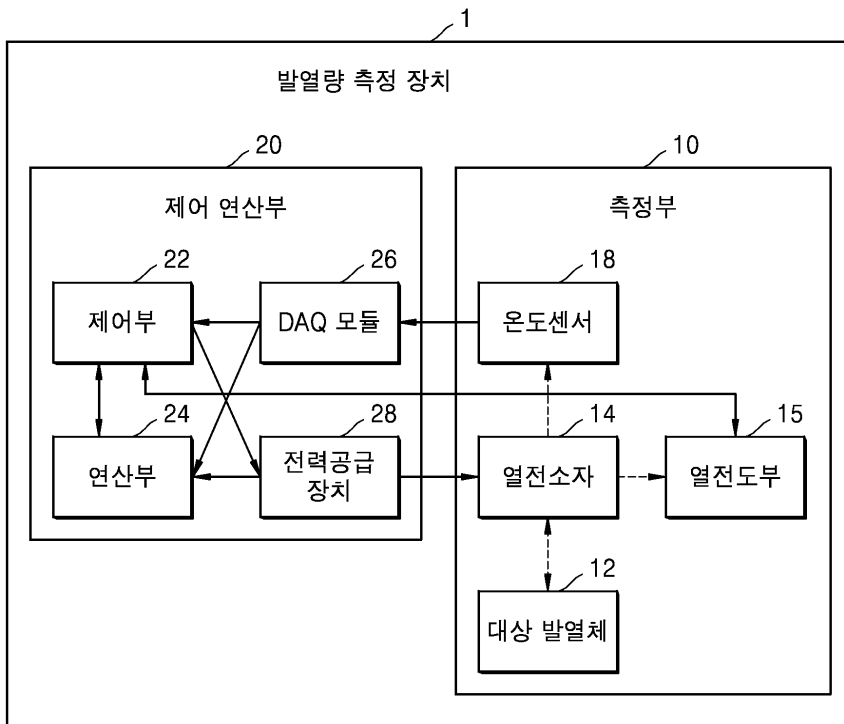 1
발열량 측정 장치
20
10
제어 연산부
측정부
22
26
18
제어부
DAQ 모듈
온도센서
24
28
14
15
연산부
전력공급
장치
열전소자
열전도부
12
대상 발열체